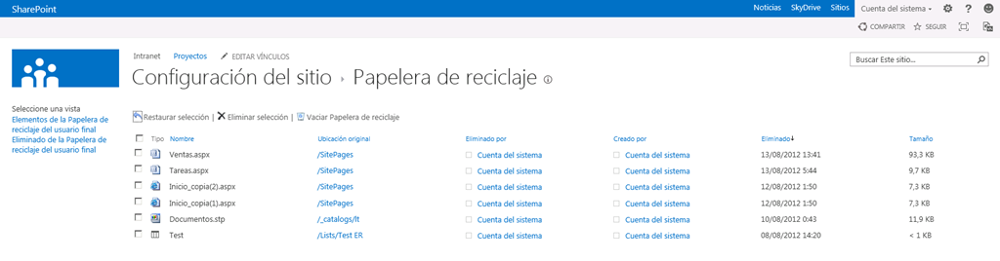 SharePoint Noticias SkyDrive Sitios Cuenta del sistema
COMPARTIR SEGUIR
Intranet Proyectos EDITAR VÍNCULOS
Configuración del sitio › Papelera de reciclaje
Buscar Este sitio...
Seleccione una vista
Elementos de la Papelera de
reciclaje del usuario final
Eliminado de la Papelera de
reciclaje del usuario final
Restaurar selección | Eliminar selección | Vaciar Papelera de reciclaje
Tipo Nombre Ubicación original Eliminado por Creado por Eliminado↓ Tamaño
Ventas.aspx /SitePages Cuenta del sistema Cuenta del sistema 13/08/2012 13:41 93,3 KB
Tareas.aspx /SitePages Cuenta del sistema Cuenta del sistema 13/08/2012 5:44 9,7 KB
Inicio_copia(2).aspx /SitePages Cuenta del sistema Cuenta del sistema 12/08/2012 1:50 7,3 KB
Inicio_copia(1).aspx /SitePages Cuenta del sistema Cuenta del sistema 12/08/2012 1:50 7,3 KB
Documentos.stp /_catalogs/lt Cuenta del sistema Cuenta del sistema 10/08/2012 0:43 11,9 KB
Test /Lists/Test ER Cuenta del sistema Cuenta del sistema 08/08/2012 14:20 < 1 KB